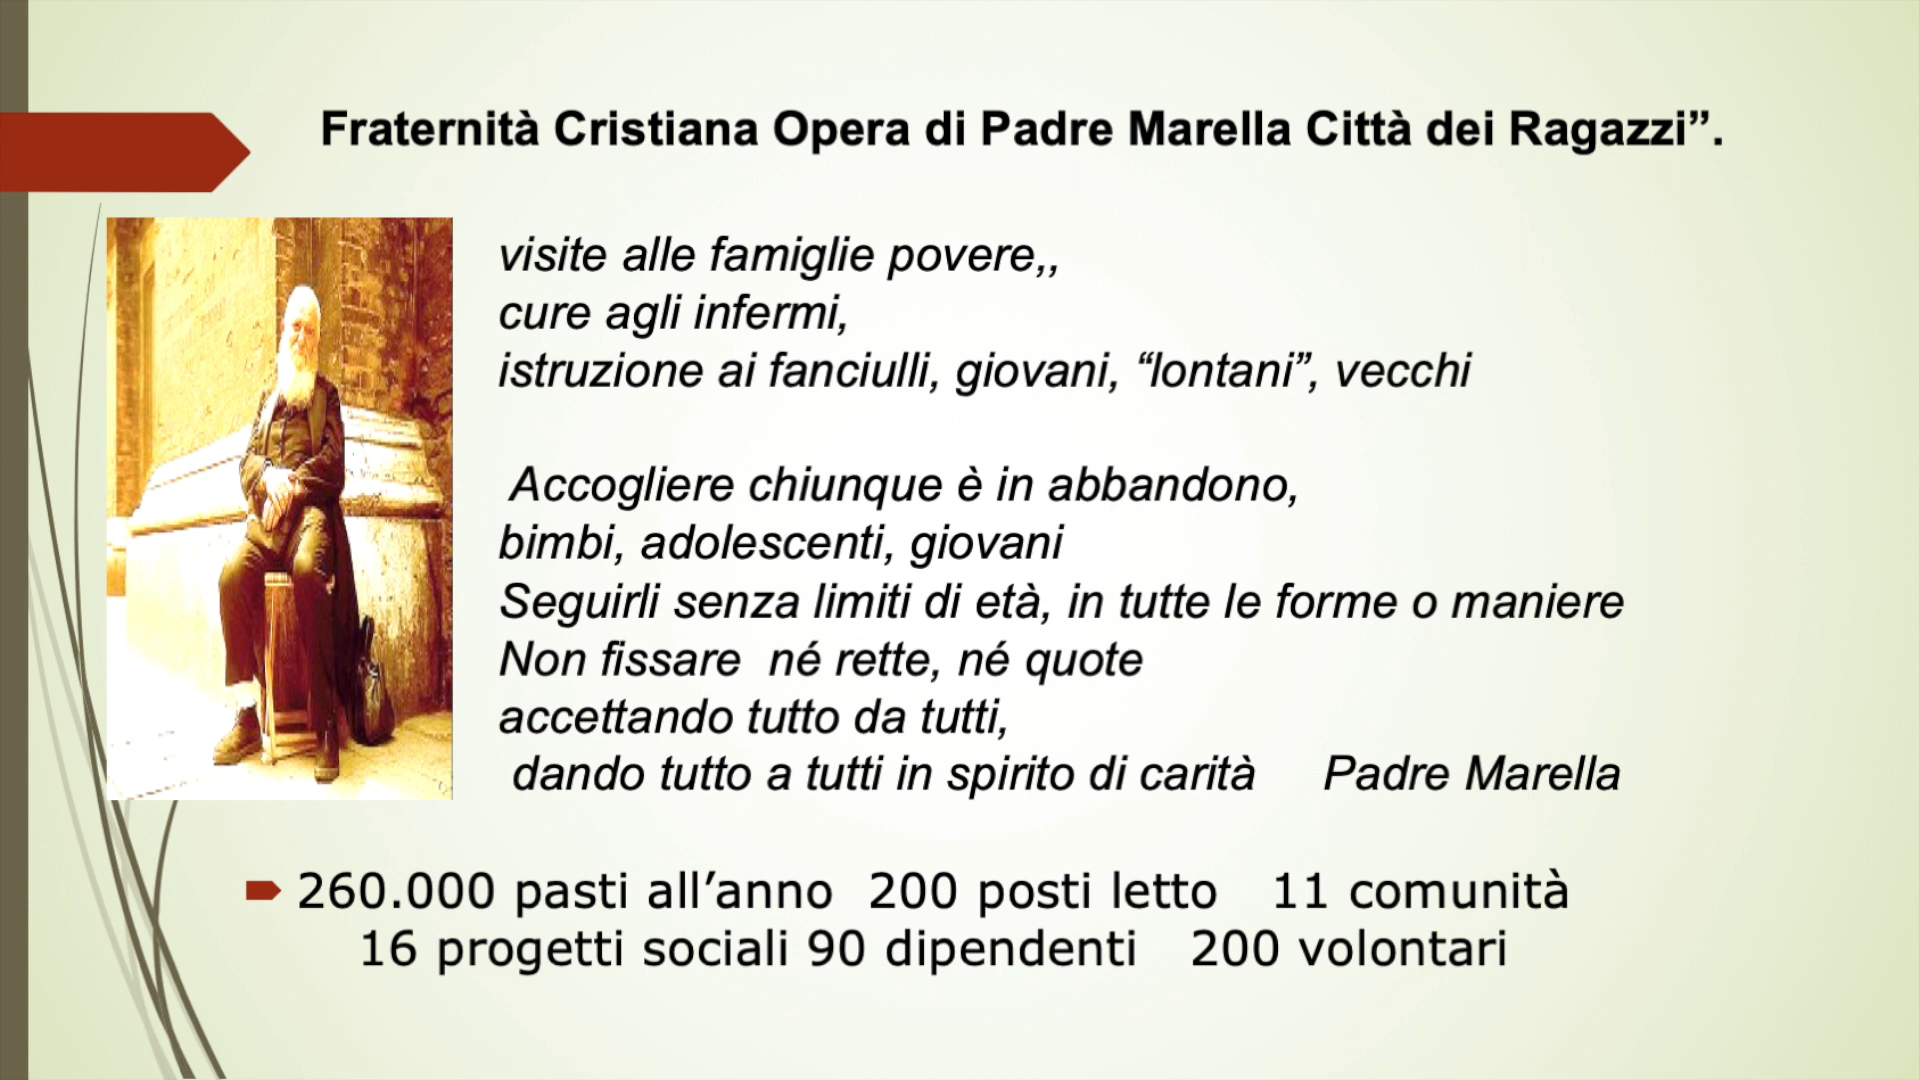 Fraternità Cristiana Opera di Padre Marella Città dei Ragazzi”.
visite alle famiglie povere,,
cure agli infermi,
istruzione ai fanciulli, giovani, “lontani”, vecchi
Accogliere chiunque è in abbandono,
bimbi, adolescenti, giovani
Seguirli senza limiti di età, in tutte le forme o maniere
Non fissare né rette, né quote
accettando tutto da tutti,
dando tutto a tutti in spirito di carità Padre Marella
260.000 pasti all’anno 200 posti letto 11 comunità
16 progetti sociali 90 dipendenti 200 volontari